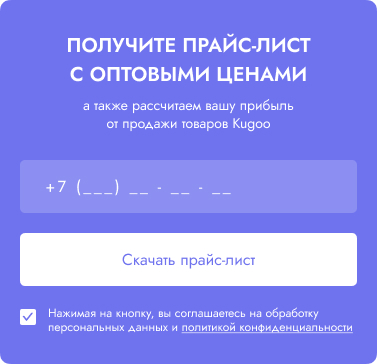 ПОЛУЧИТЕ ПРАЙС-ЛИСТ
С ОПТОВЫМИ ЦЕНАМИ
а также рассчитаем вашу прибыль
от продажи товаров Kugoo
+7 (___) __ - __ - __
Скачать прайс-лист
Нажимая на кнопку, вы соглашаетесь на обработку
персональных данных и политикой конфиденциальности